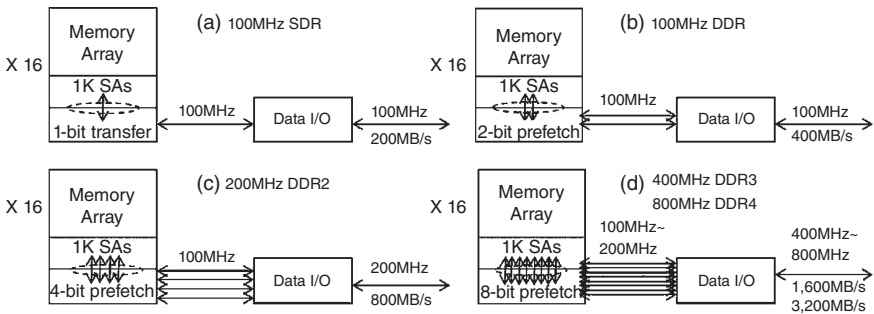 (a) 100MHz SDR
X 16
Memory
Array
1K SAs
1-bit transfer
100MHz
Data I/O
100MHz
200MB/s
(b) 100MHz DDR
X 16
Memory
Array
1K SAs
2-bit prefetch
100MHz
Data I/O
100MHz
400MB/s
(c) 200MHz DDR2
X 16
Memory
Array
1K SAs
4-bit prefetch
100MHz
Data I/O
200MHz
800MB/s
(d) 400MHz DDR3
800MHz DDR4
X 16
Memory
Array
1K SAs
8-bit prefetch
100MHz~
200MHz
Data I/O
400MHz~
800MHz
1,600MB/s
3,200MB/s